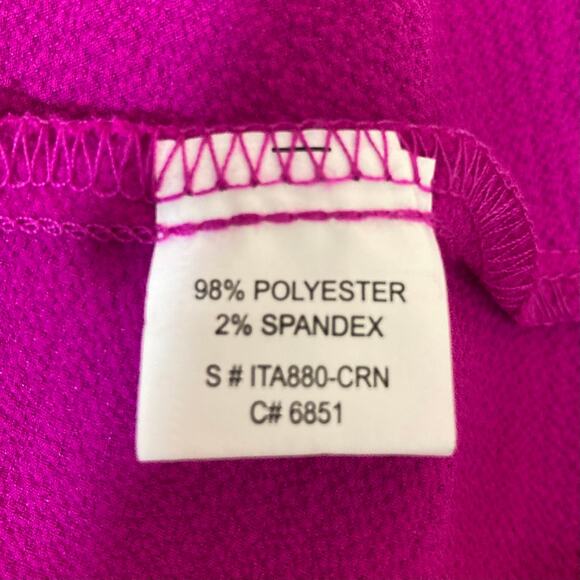 98% POLYESTER
2% SPANDEX
S # ITA880-CRN
C# 6851